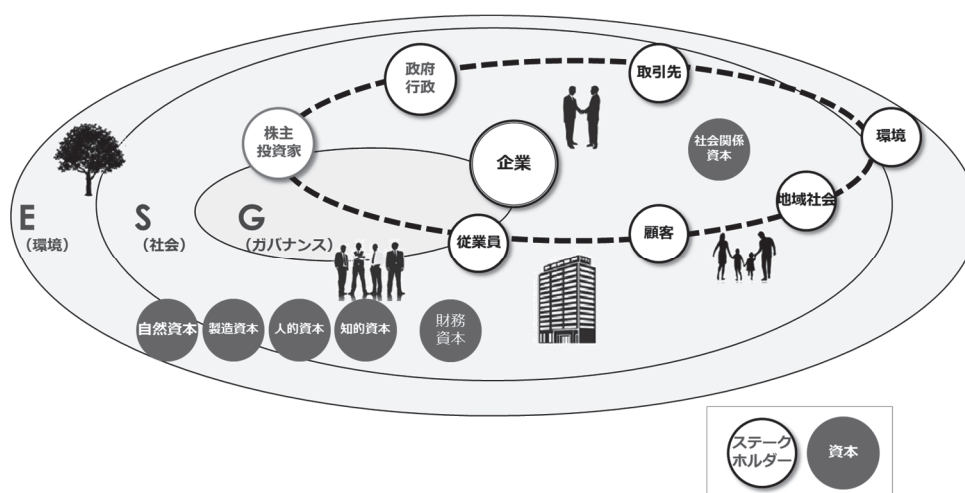 政府
行政
取引先
株主
投資家
環境
社会関係
資本
企業
地域社会
E
（環境）
S
（社会）
G
（ガバナンス）
従業員
顧客
自然資本
製造資本
人的資本
知的資本
財務
資本
ステーク
ホルダー
資本